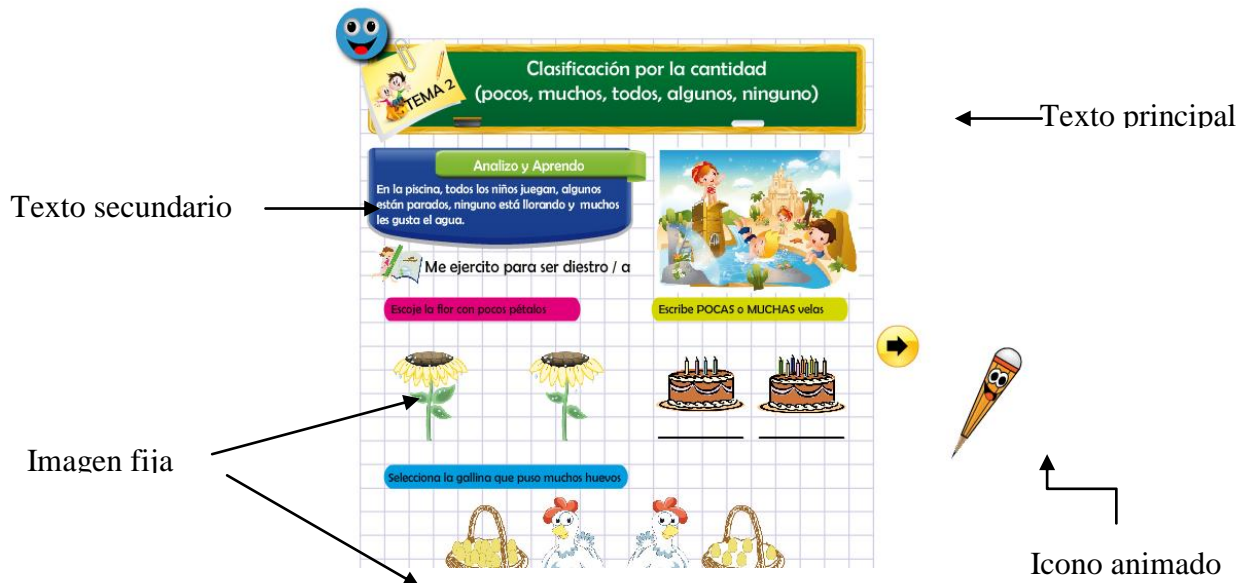 TEMA 2
Clasificación por la cantidad
(pocos, muchos, todos, algunos, ninguno)
Texto principal
Analizo y Aprendo
En la piscina, todos los niños juegan, algunos
están parados, ninguno está llorando y muchos
les gusta el agua.
Texto secundario
Me ejercito para ser diestro / a
Escoje la flor con pocos pétalos
Escribe POCAS o MUCHAS velas
Imagen fija
Selecciona la gallina que puso muchos huevos
Icono animado